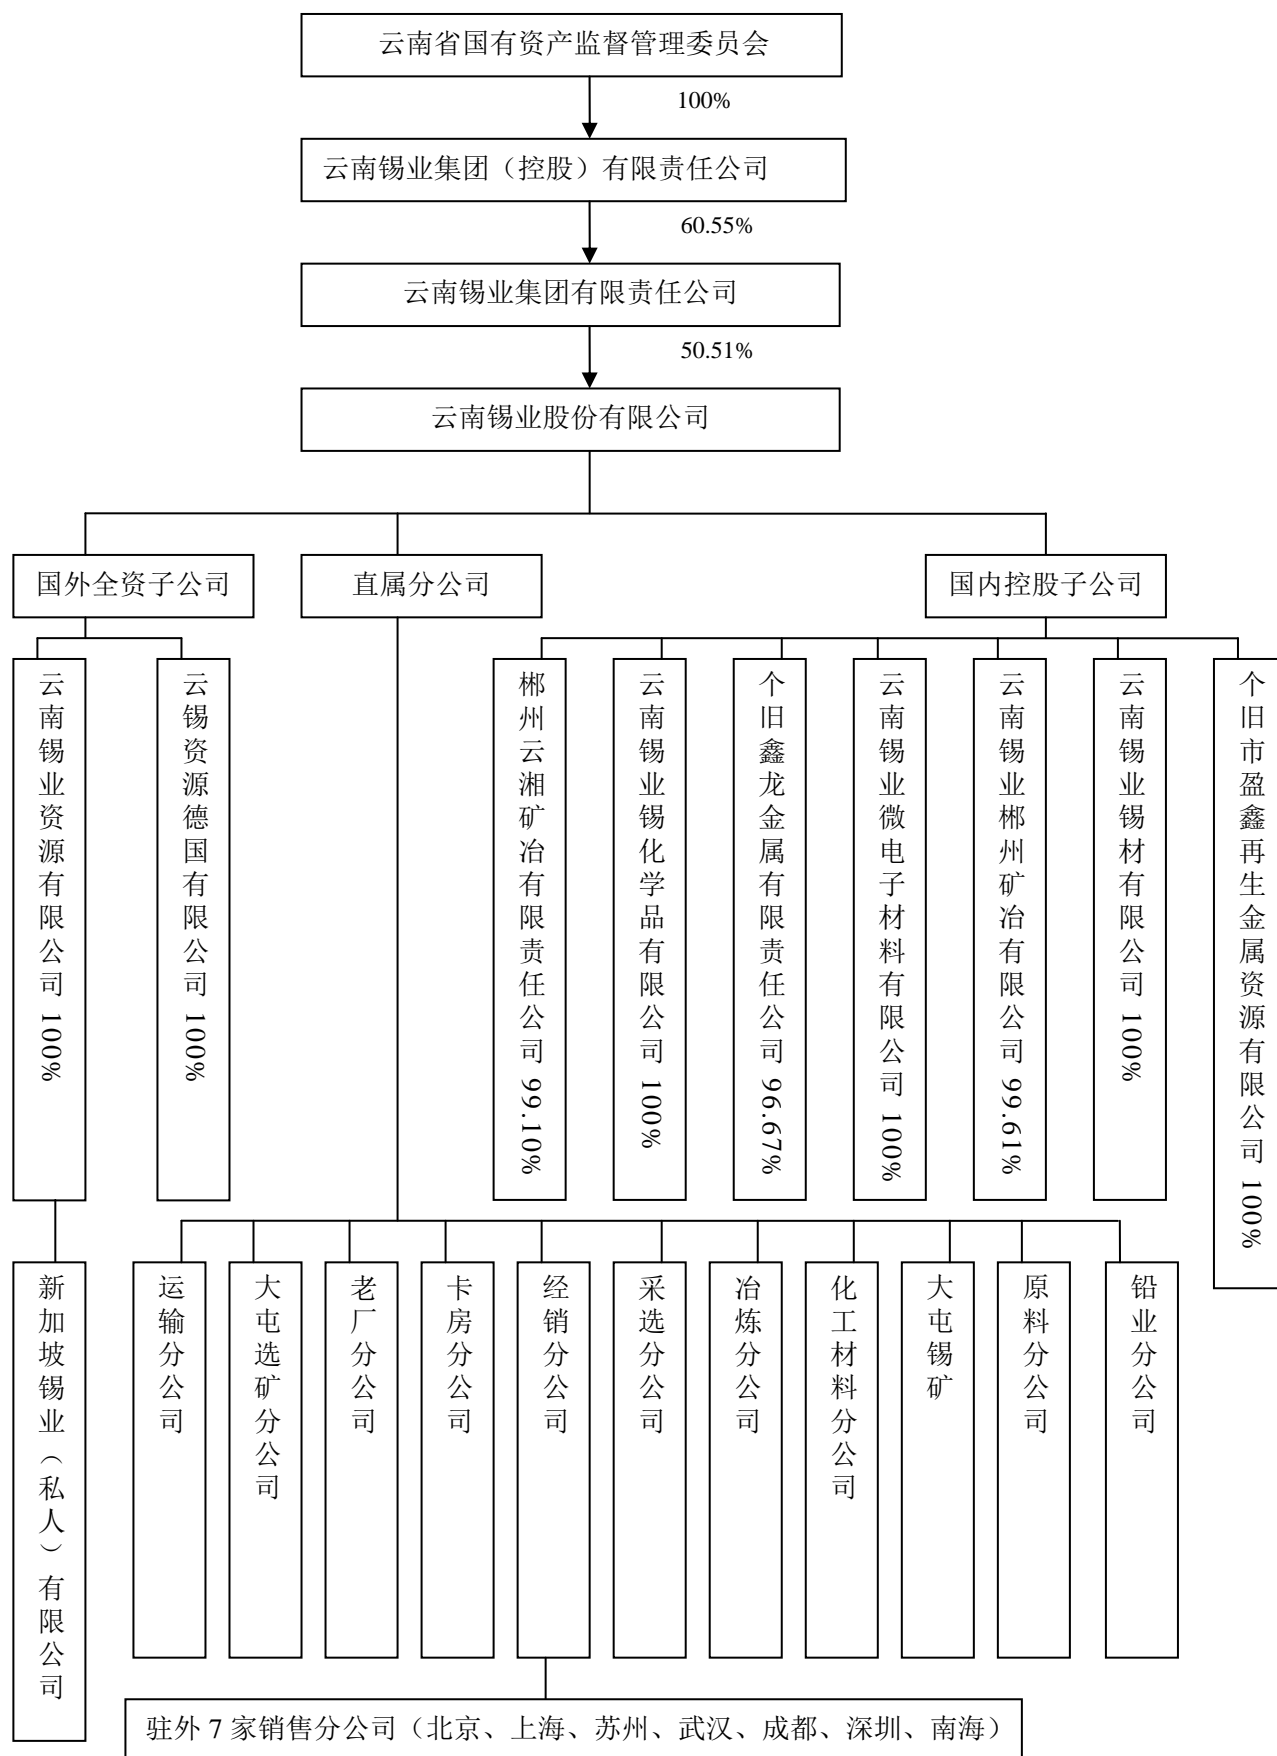 云南省国有资产监督管理委员会
100%
云南锡业集团（控股）有限责任公司
60.55%
云南锡业集团有限责任公司
50.51%
云南锡业股份有限公司
国外全资子公司
直属分公司
国内控股子公司
云南锡业资源有限公司 100%
云锡资源德国有限公司 100%
郴州云湘矿冶有限责任公司 99.10%
云南锡业锡化学品有限公司 100%
个旧鑫龙金属有限责任公司 96.67%
云南锡业微电子材料有限公司 100%
云南锡业郴州矿冶有限公司 99.61%
云南锡业锡材有限公司 100%
个旧市盈鑫再生金属资源有限公司 100%
新加坡锡业（私人）有限公司
运输分公司
大屯选矿分公司
老厂分公司
卡房分公司
经销分公司
采选分公司
冶炼分公司
化工材料分公司
大屯锡矿
原料分公司
铅业分公司
驻外 7 家销售分公司（北京、上海、苏州、武汉、成都、深圳、南海）